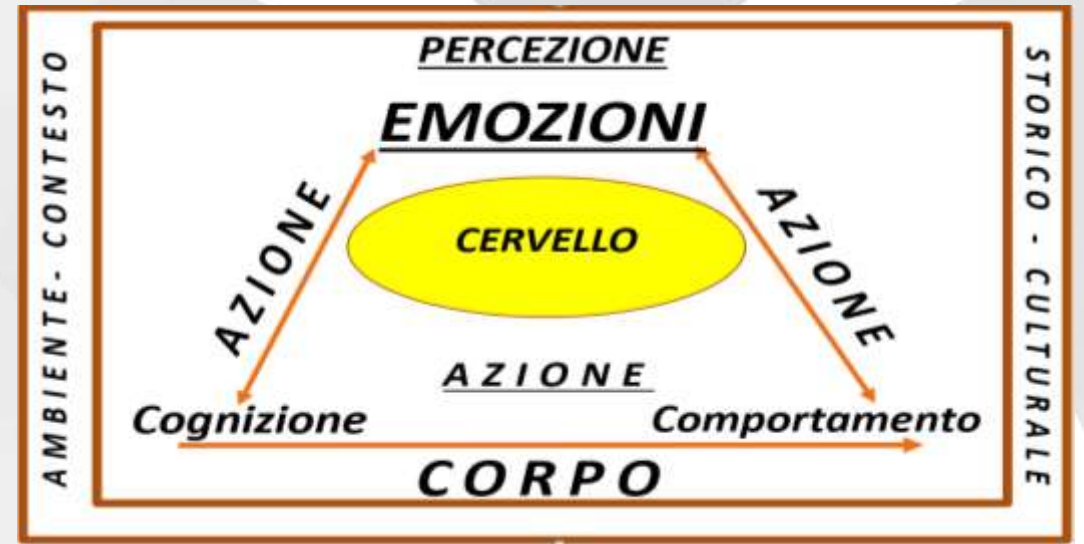 AMBIENTE- CONTESTO
PERCEZIONE
EMOZIONI
AZIONE
CERVELLO
AZIONE
AZIONE
Cognizione
Comportamento
CORPO
STORICO - CULTURALE